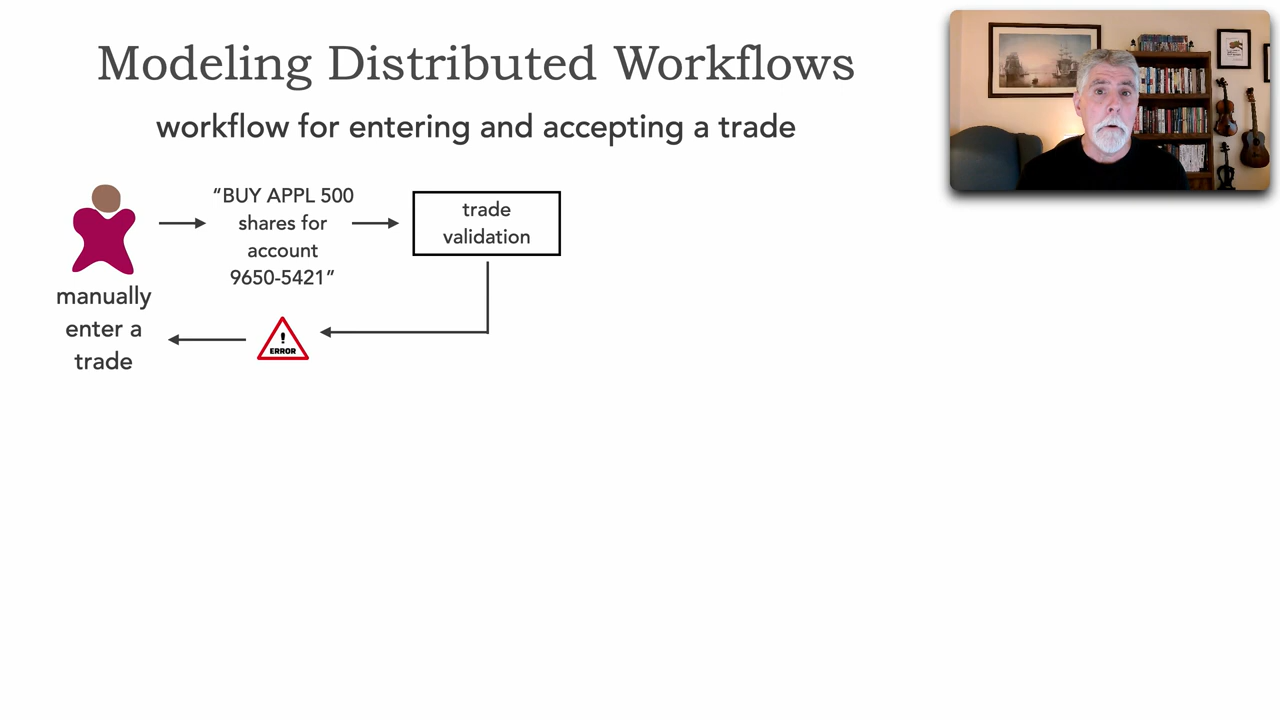 Modeling Distributed Workflows
workflow for entering and accepting a trade
“BUY APPL 500
shares for
account
9650-5421”
trade
validation
manually
enter a
trade
ERROR